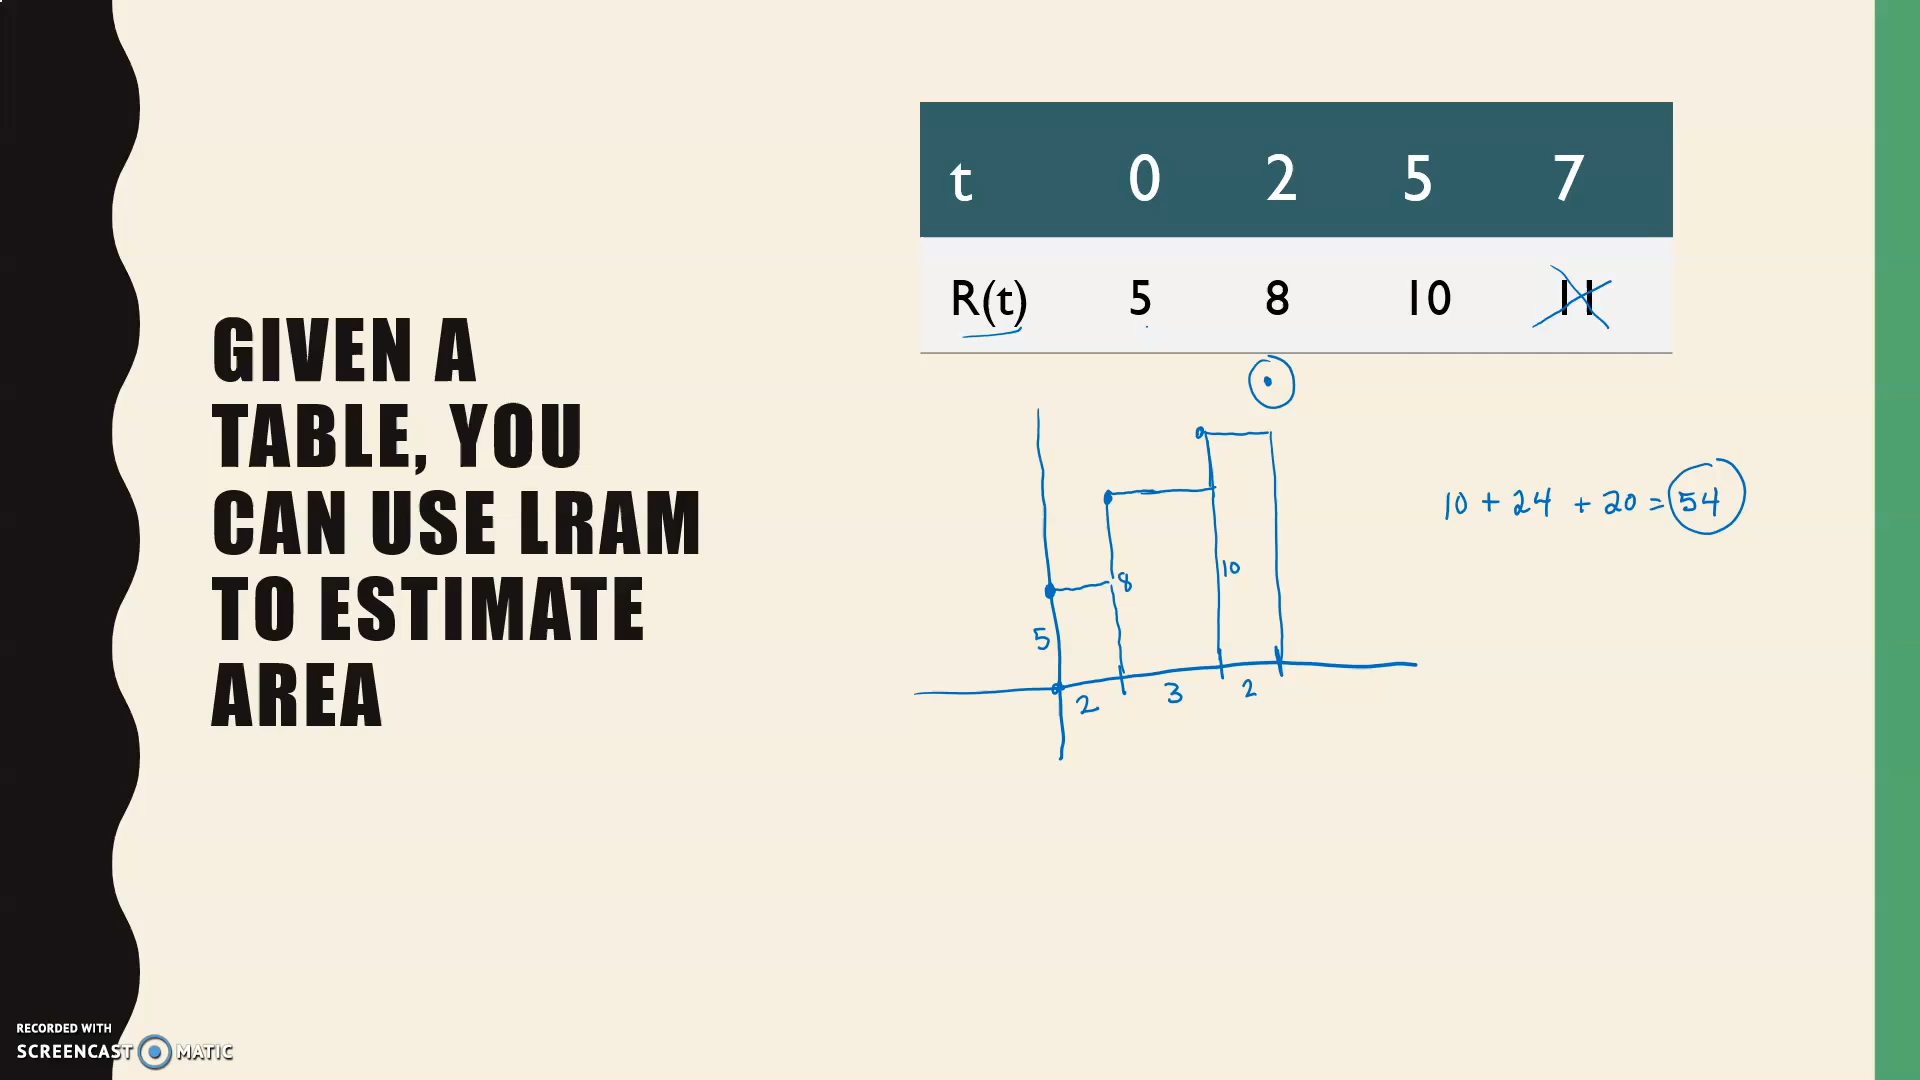 GIVEN A
TABLE, YOU
CAN USE LRAM
TO ESTIMATE
AREA
t 0 2 5 7
R(t) 5 8 10 11
10 + 24 + 20 = 54
8
10
5
2 3 2
RECORDED WITH
SCREENCAST MATIC